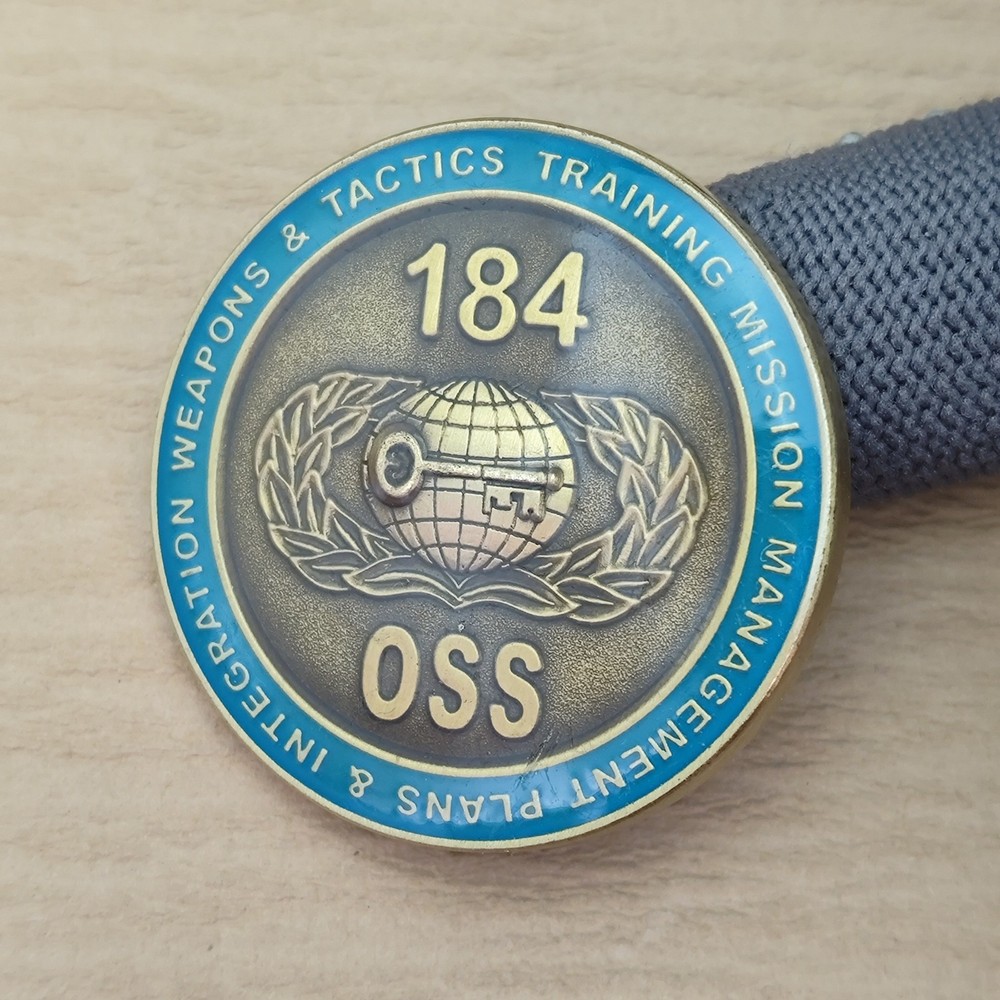 184
OSS
WEAPONS & TACTICS TRAINING MISSION MANAGEMENT PLANS & INTEGRATION